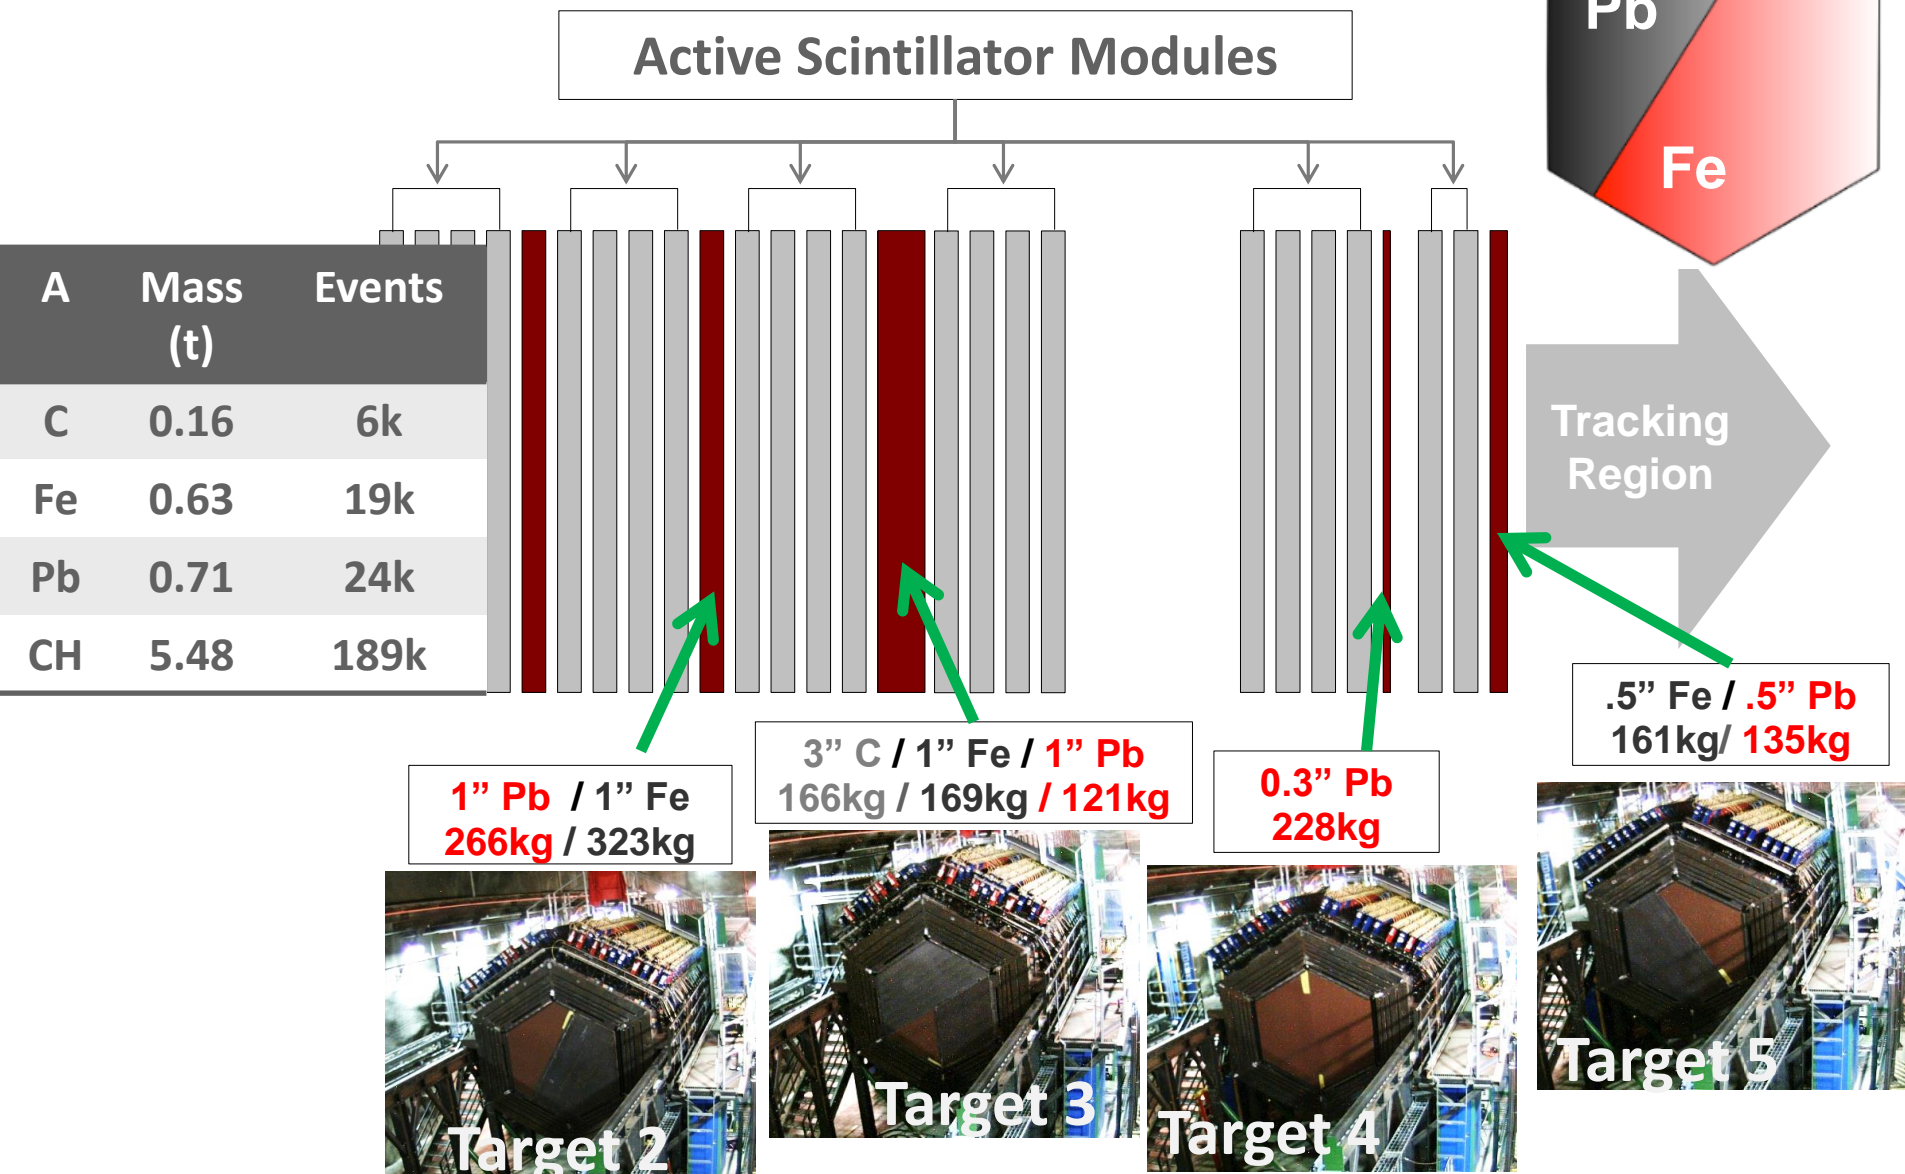 Pb
Fe
Active Scintillator Modules
A Mass (t) Events
C 0.16 6k
Fe 0.63 19k
Pb 0.71 24k
CH 5.48 189k
Tracking
Region
1” Pb / 1” Fe
266kg / 323kg
3” C / 1” Fe / 1” Pb
166kg / 169kg / 121kg
0.3” Pb
228kg
.5” Fe / .5” Pb
161kg/ 135kg
Target 2
Target 3
Target 4
Target 5